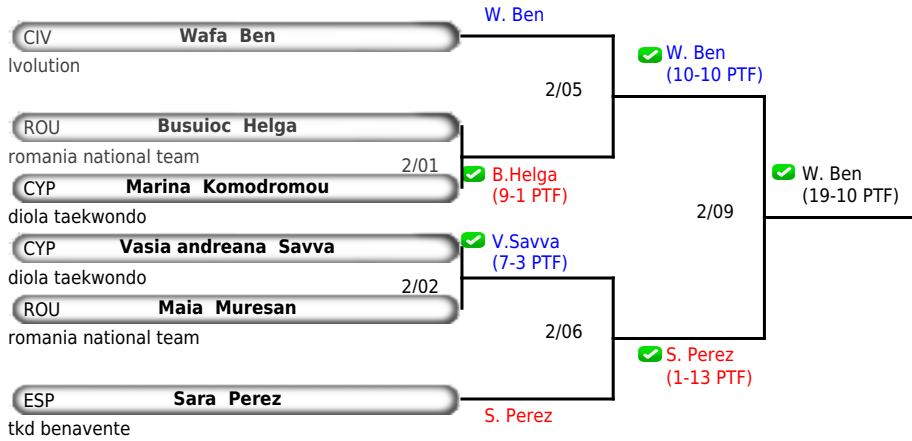 W. Ben
CIV Wafa Ben
lvolution
W. Ben
(10-10 PTF)
2/05
ROU Busuioc Helga
romania national team
2/01
B.Helga
(9-1 PTF)
CYP Marina Komodromou
diola taekwondo
W. Ben
(19-10 PTF)
2/09
CYP Vasia andreana Savva
diola taekwondo
V.Savva
(7-3 PTF)
2/02
ROU Maia Muresan
romania national team
2/06
S. Perez
(1-13 PTF)
ESP Sara Perez
tkd benavente
S. Perez